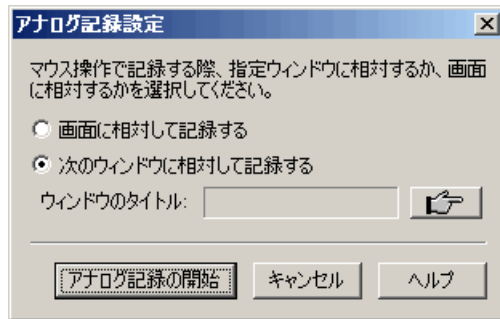 アナログ記録設定
マウス操作で記録する際、指定ウィンドウに相対するか、画面
に相対するかを選択してください。
画面に相対して記録する
次のウィンドウに相対して記録する
ウィンドウのタイトル:
アナログ記録の開始 キャンセル ヘルプ